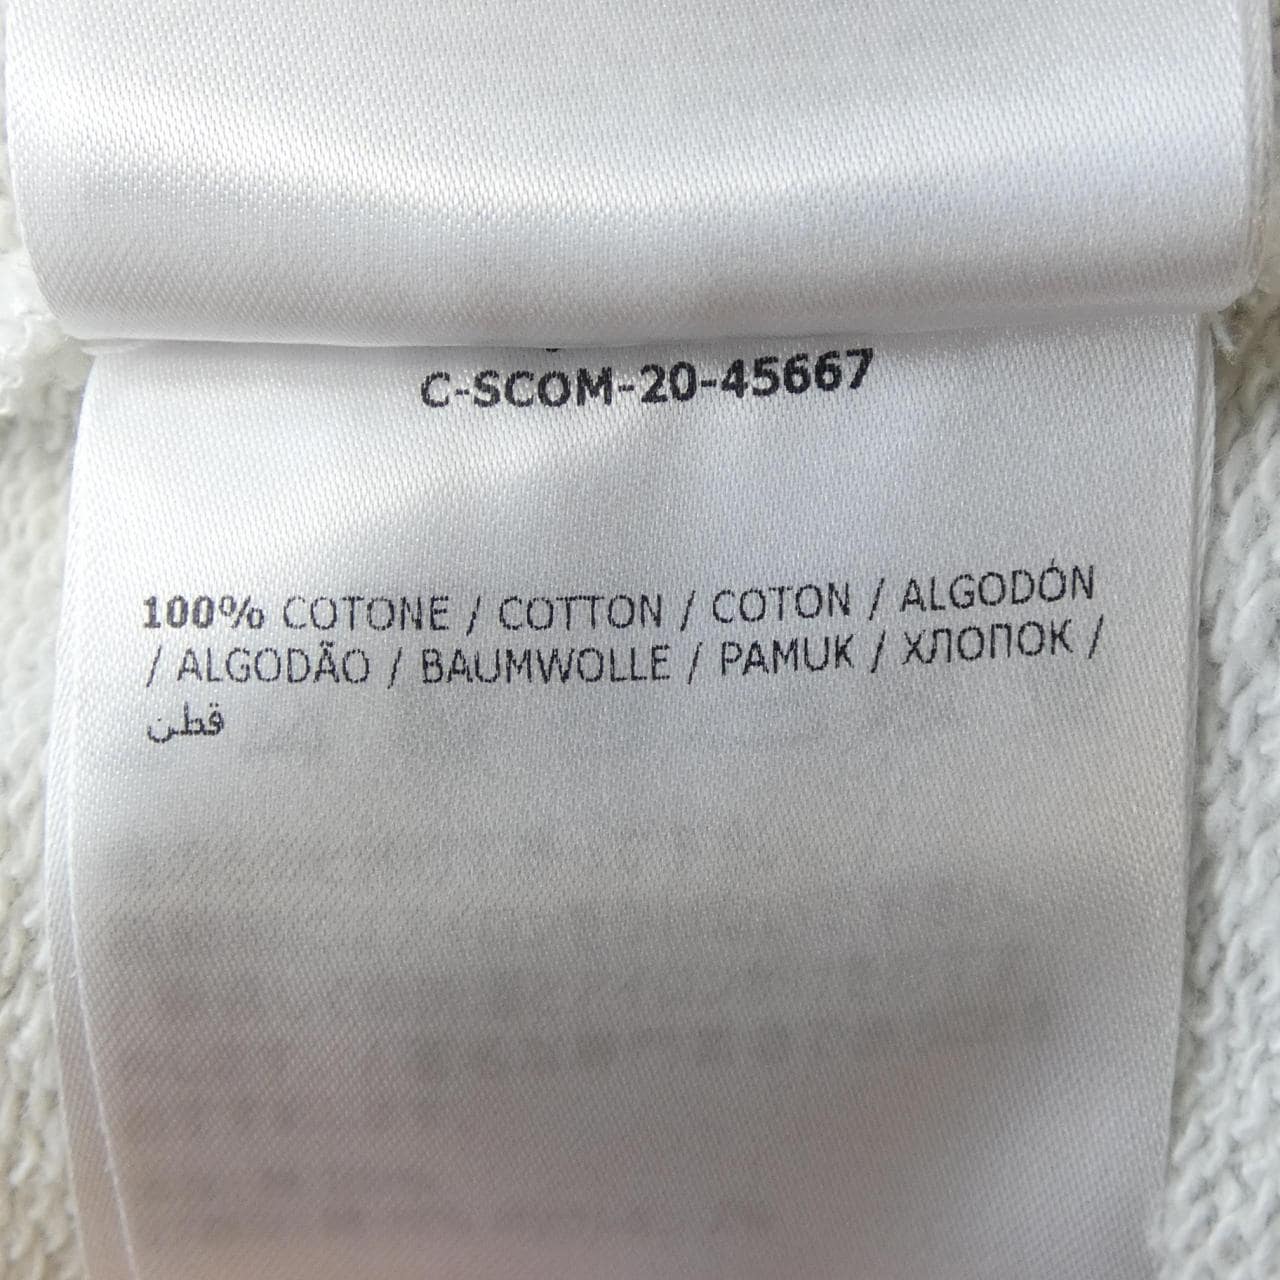 C-SCOM-20-45667
100% COTONE / COTTON / COTON / ALGODÓN
/ ALGODÃO / BAUMWOLLE / PAMUK / ХЛОПОК /
قطن